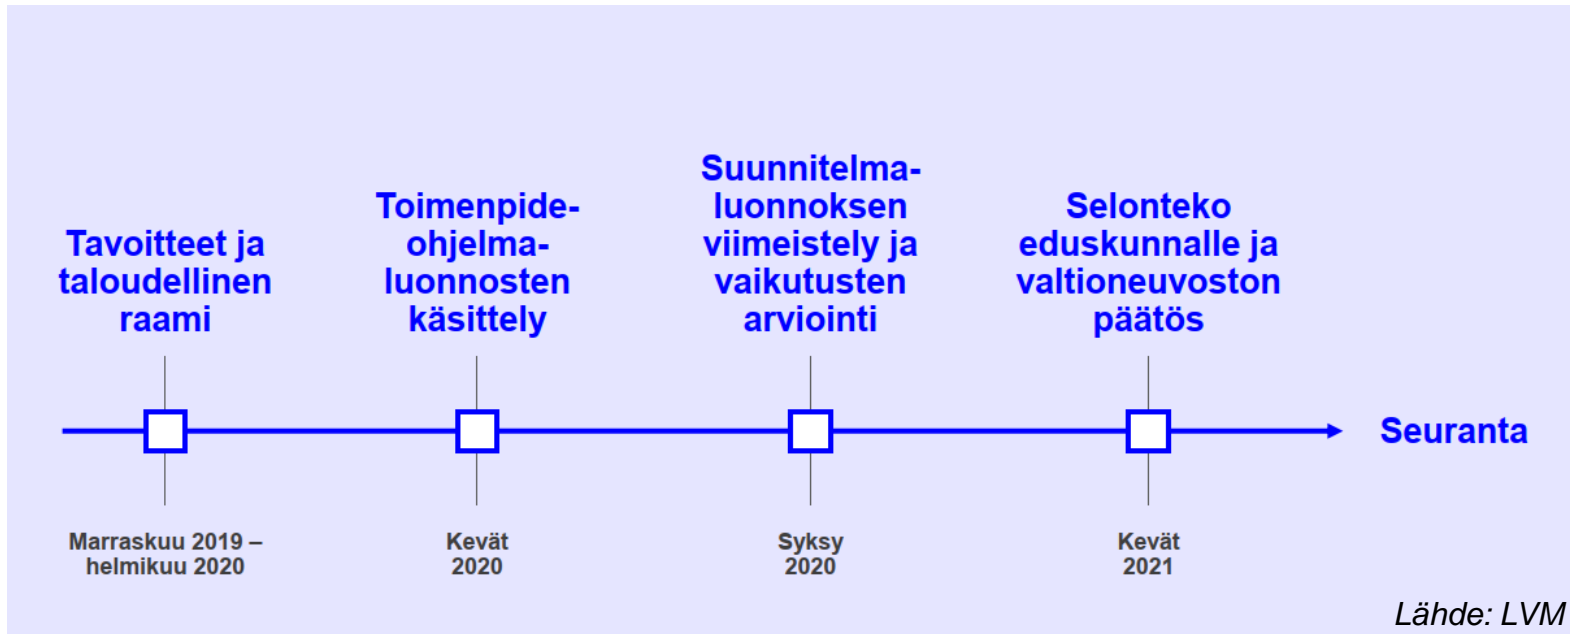 Tavoitteet ja
taloudellinen
raami
Marraskuu 2019 –
helmikuu 2020
Toimenpide-
ohjelma-
luonnosten
käsittely
Kevät
2020
Suunnitelma-
luonnoksen
viimeistely ja
vaikutusten
arviointi
Syksy
2020
Selonteko
eduskunnalle ja
valtioneuvoston
päätös
Kevät
2021
Seuranta
Lähde: LVM